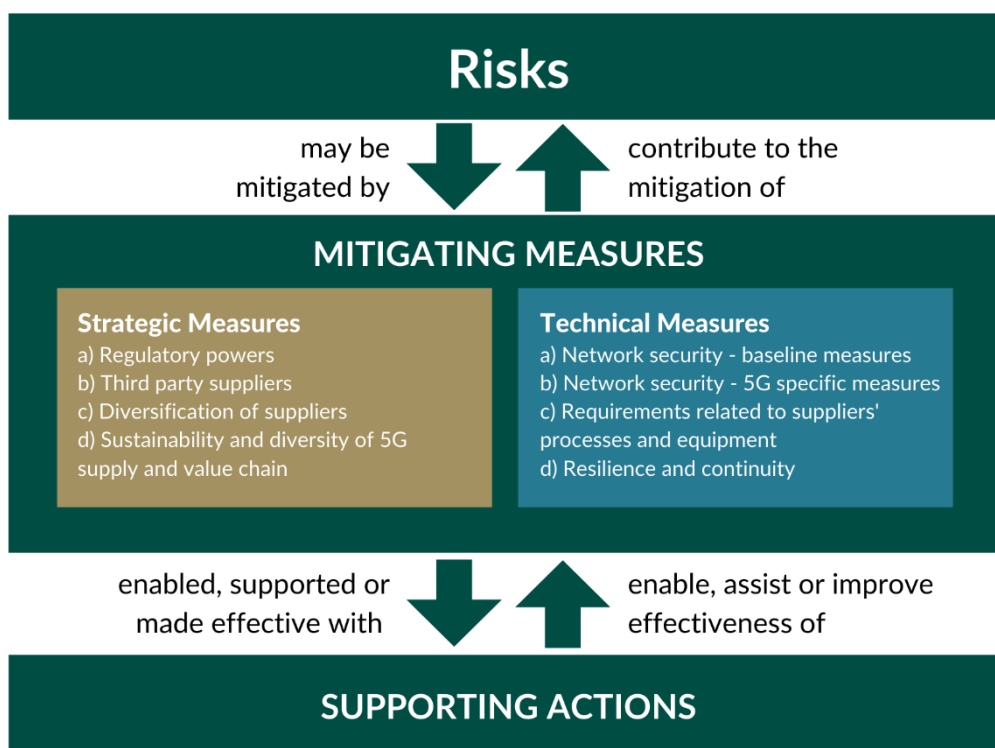 Risks
may be
mitigated by
contribute to the
mitigation of
MITIGATING MEASURES
Strategic Measures
a) Regulatory powers
b) Third party suppliers
c) Diversification of suppliers
d) Sustainability and diversity of 5G
supply and value chain
Technical Measures
a) Network security - baseline measures
b) Network security - 5G specific measures
c) Requirements related to suppliers'
processes and equipment
d) Resilience and continuity
enabled, supported or
made effective with
enable, assist or improve
effectiveness of
SUPPORTING ACTIONS